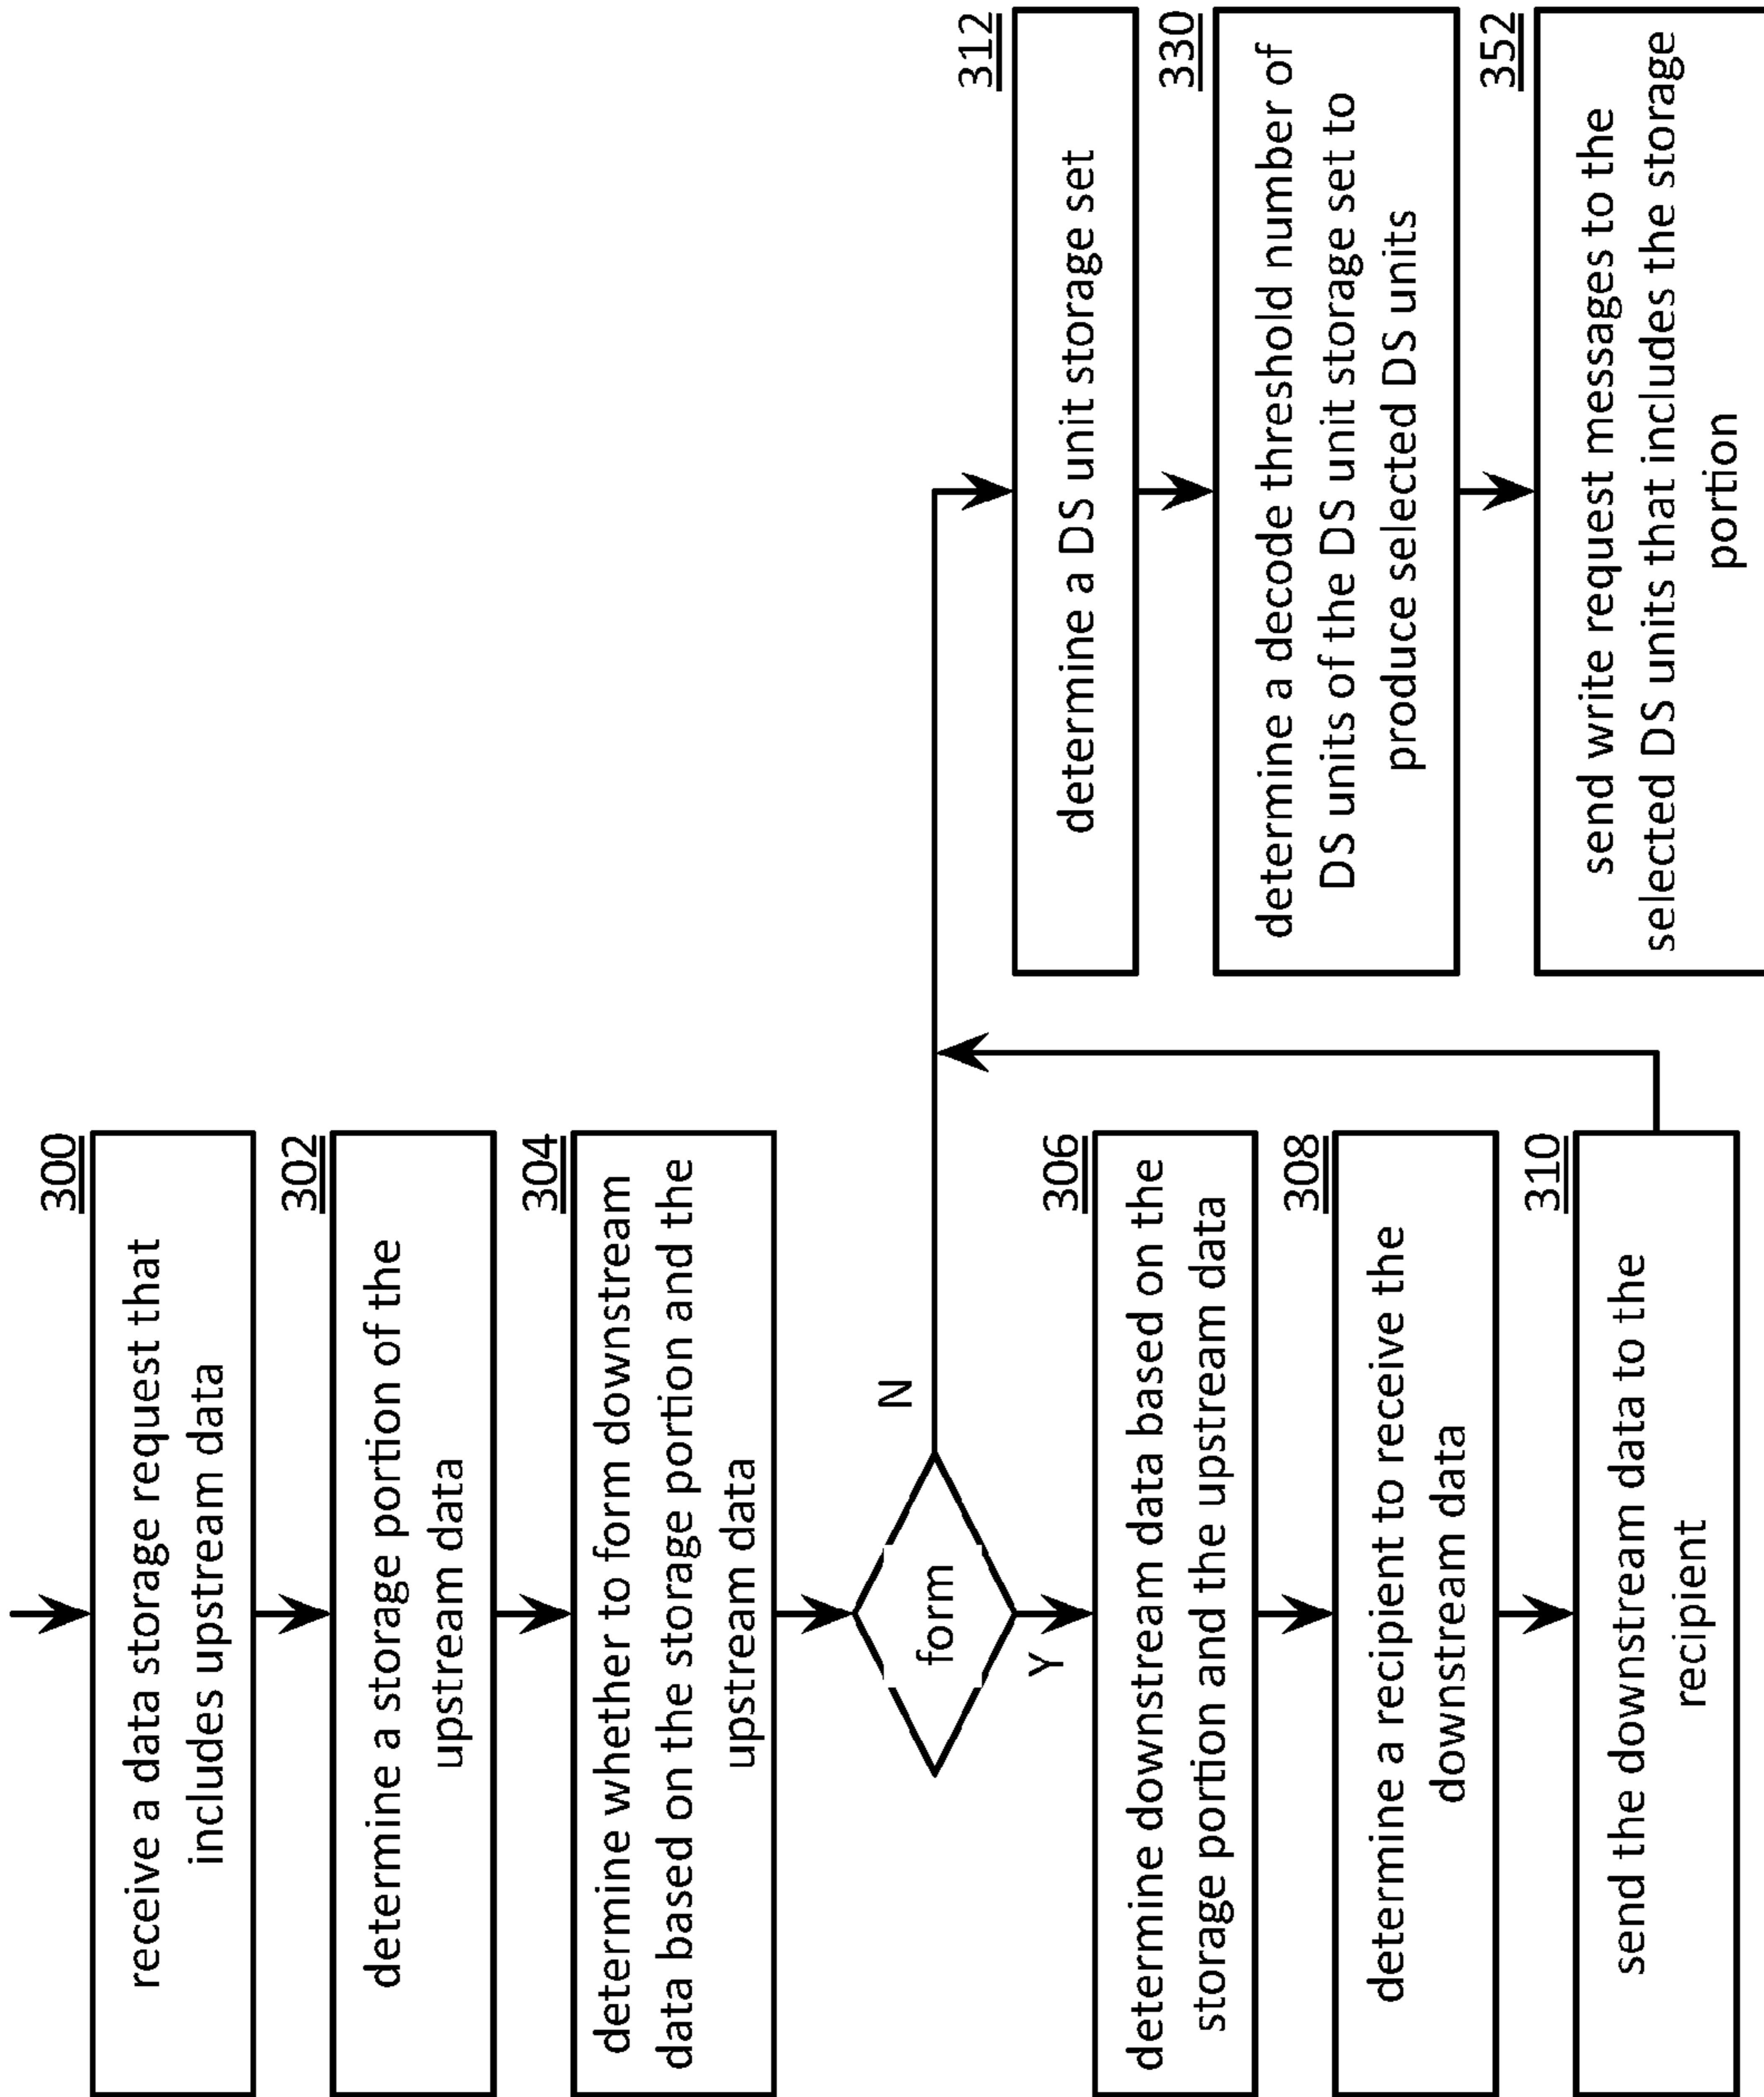 300
receive a data storage request that
includes upstream data
302
determine a storage portion of the
upstream data
304
determine whether to form downstream
data based on the storage portion and the
upstream data
form
N
Y
306
determine downstream data based on the
storage portion and the upstream data
308
determine a recipient to receive the
downstream data
310
send the downstream data to the
recipient
312
determine a DS unit storage set
330
determine a decode threshold number of
DS units of the DS unit storage set to
produce selected DS units
352
send write request messages to the
selected DS units that includes the storage
portion